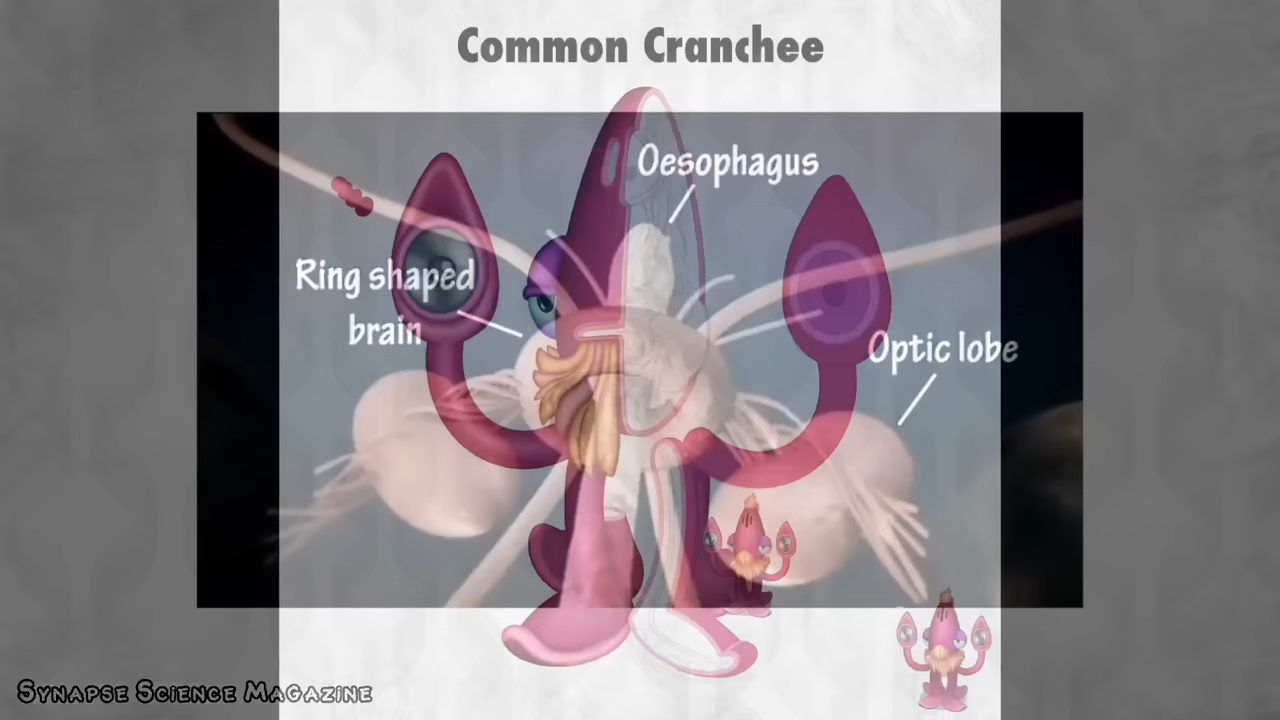 Common Cranchee
Oesophagus
Ring shaped
brain
Optic lobe
Synapse Science Magazine